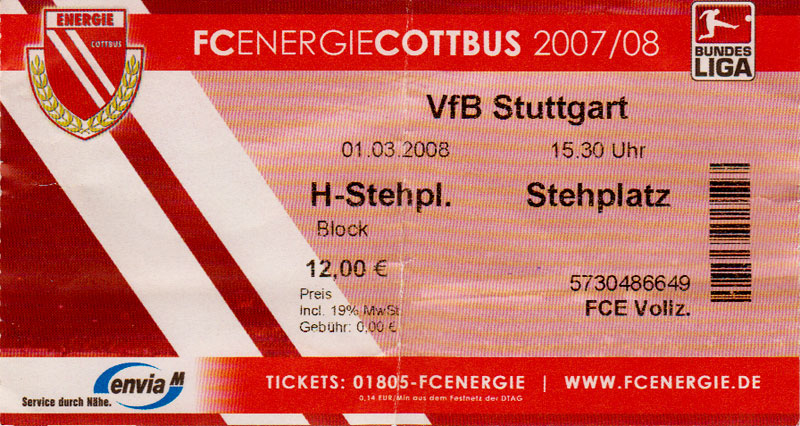 ENERGIE
COTTBUS
FCENERGIECOTTBUS 2007/08
BUNDES
LIGA
VfB Stuttgart
01.03.2008 15.30 Uhr
H-Stehpl. Stehplatz
Block
12,00 €
Preis
Incl. 19% MwSt.
Gebühr: 0,00 €
5730486649
FCE Vollz.
envia M
Service durch Nähe.
TICKETS: 01805-FCENERGIE | WWW.FCENERGIE.DE
0,14 EUR/Min aus dem Festnetz der DTAG